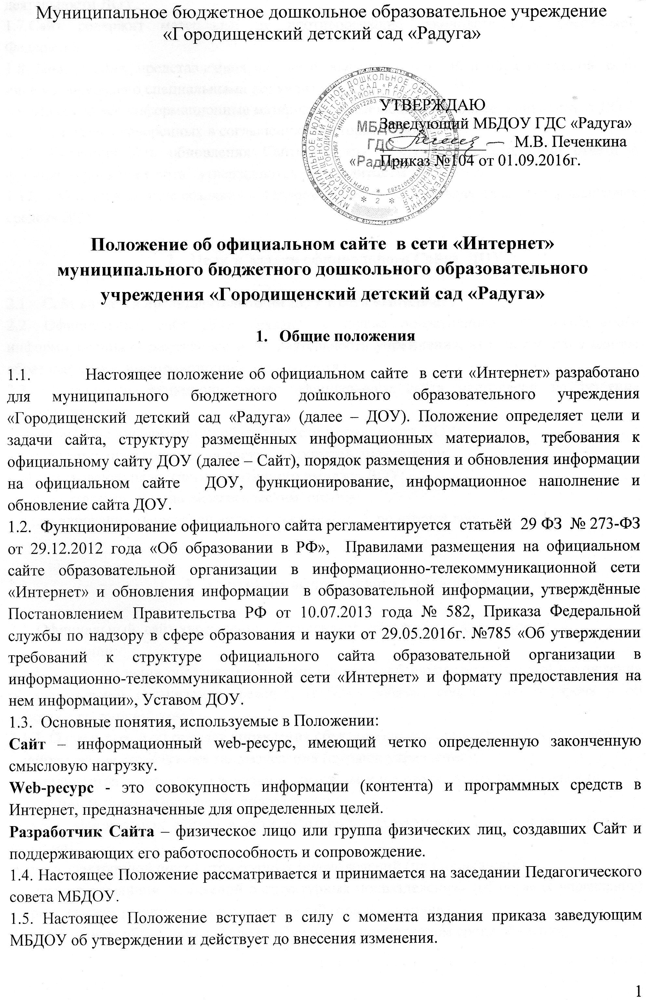 Муниципальное бюджетное дошкольное образовательное учреждение
«Городищенский детский сад «Радуга»
УТВЕРЖДАЮ
Заведующий МБДОУ ГДС «Радуга»
М.В. Печенкина
Приказ №104 от 01.09.2016г.
МБДОУ
ГДС
«Радуга»
Положение об официальном сайте  в сети «Интернет»
муниципального бюджетного дошкольного образовательного
учреждения «Городищенский детский сад «Радуга»
1.   Общие положения
1.1.   Настоящее положение об официальном сайте  в сети «Интернет» разработано
для муниципального бюджетного дошкольного образовательного учреждения
«Городищенский детский сад «Радуга» (далее – ДОУ). Положение определяет цели и
задачи сайта, структуру размещённых информационных материалов, требования к
официальному сайту ДОУ (далее – Сайт), порядок размещения и обновления информации
на официальном сайте  ДОУ, функционирование, информационное наполнение и
обновление сайта ДОУ.
1.2.  Функционирование официального сайта регламентируется  статьёй  29 ФЗ  № 273-ФЗ
от 29.12.2012 года «Об образовании в РФ»,  Правилами размещения на официальном
сайте образовательной организации в информационно-телекоммуникационной сети
«Интернет» и обновления информации  в образовательной информации, утверждённые
Постановлением Правительства РФ от 10.07.2013 года № 582, Приказа Федеральной
службы по надзору в сфере образования и науки от 29.05.2016г. №785 «Об утверждении
требований к структуре официального сайта образовательной организации в
информационно-телекоммуникационной сети «Интернет» и формату предоставления на
нем информации», Уставом ДОУ.
1.3.  Основные понятия, используемые в Положении:
Сайт – информационный web-ресурс, имеющий четко определенную законченную
смысловую нагрузку.
Web-ресурс - это совокупность информации (контента) и программных средств в
Интернет, предназначенные для определенных целей.
Разработчик Сайта – физическое лицо или группа физических лиц, создавших Сайт и
поддерживающих его работоспособность и сопровождение.
1.4. Настоящее Положение рассматривается и принимается на заседании Педагогического
совета МБДОУ.
1.5. Настоящее Положение вступает в силу с момента издания приказа заведующим
МБДОУ об утверждении и действует до внесения изменения.
1